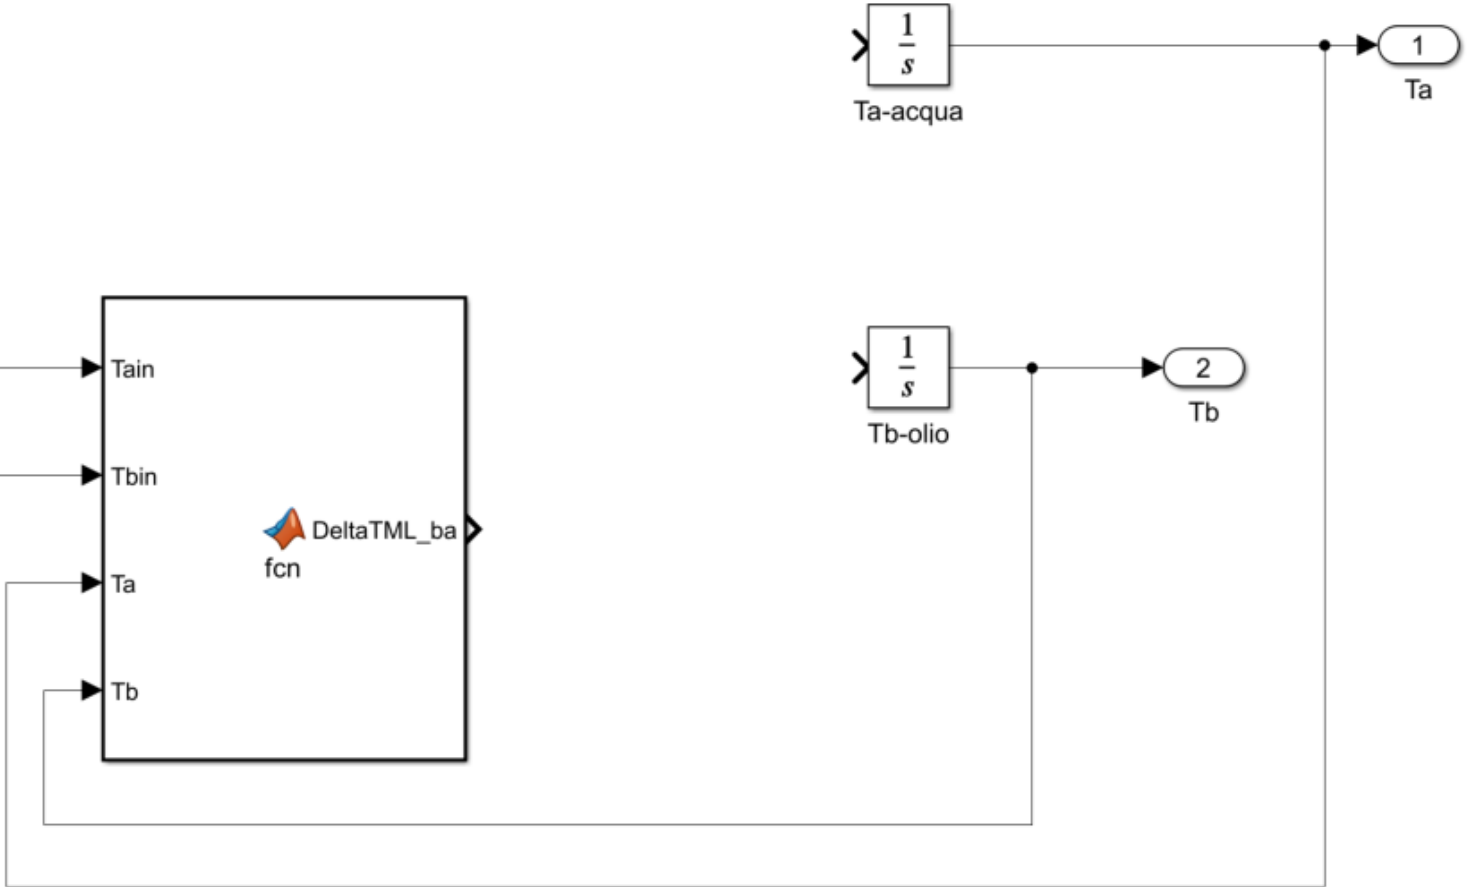 1
s
Ta-acqua
1
Ta
1
s
Tb-olio
2
Tb
Tain
Tbin
DeltaTML_ba
fcn
Ta
Tb